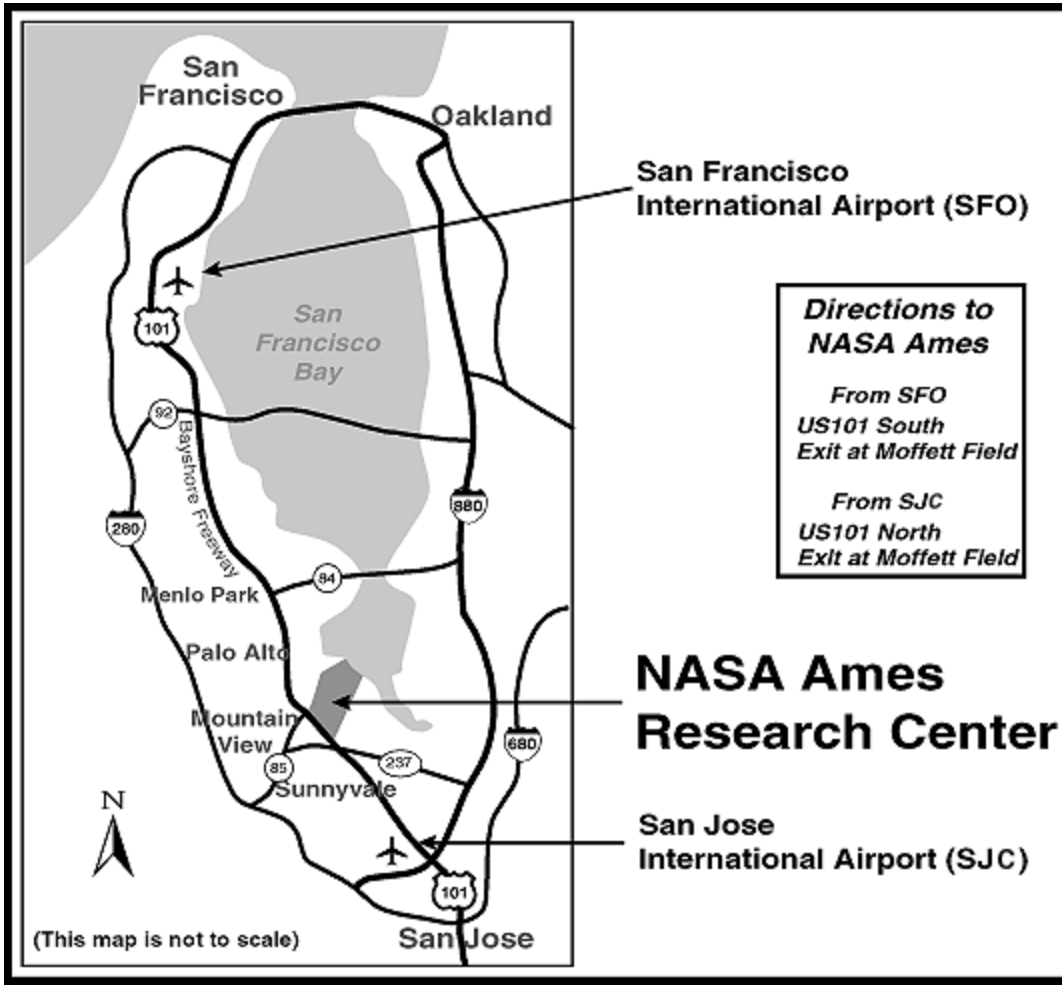 San
Francisco
Oakland
San Francisco
International Airport (SFO)
Directions to
NASA Ames
From SFO
US101 South
Exit at Moffett Field
From SJC
US101 North
Exit at Moffett Field
San
Francisco
Bay
101
92
Bayshore Freeway
280
880
84
Menlo Park
Palo Alto
NASA Ames
Research Center
Mountain
View
680
85
237
Sunnyvale
N
San Jose
International Airport (SJC)
101
(This map is not to scale)
San Jose